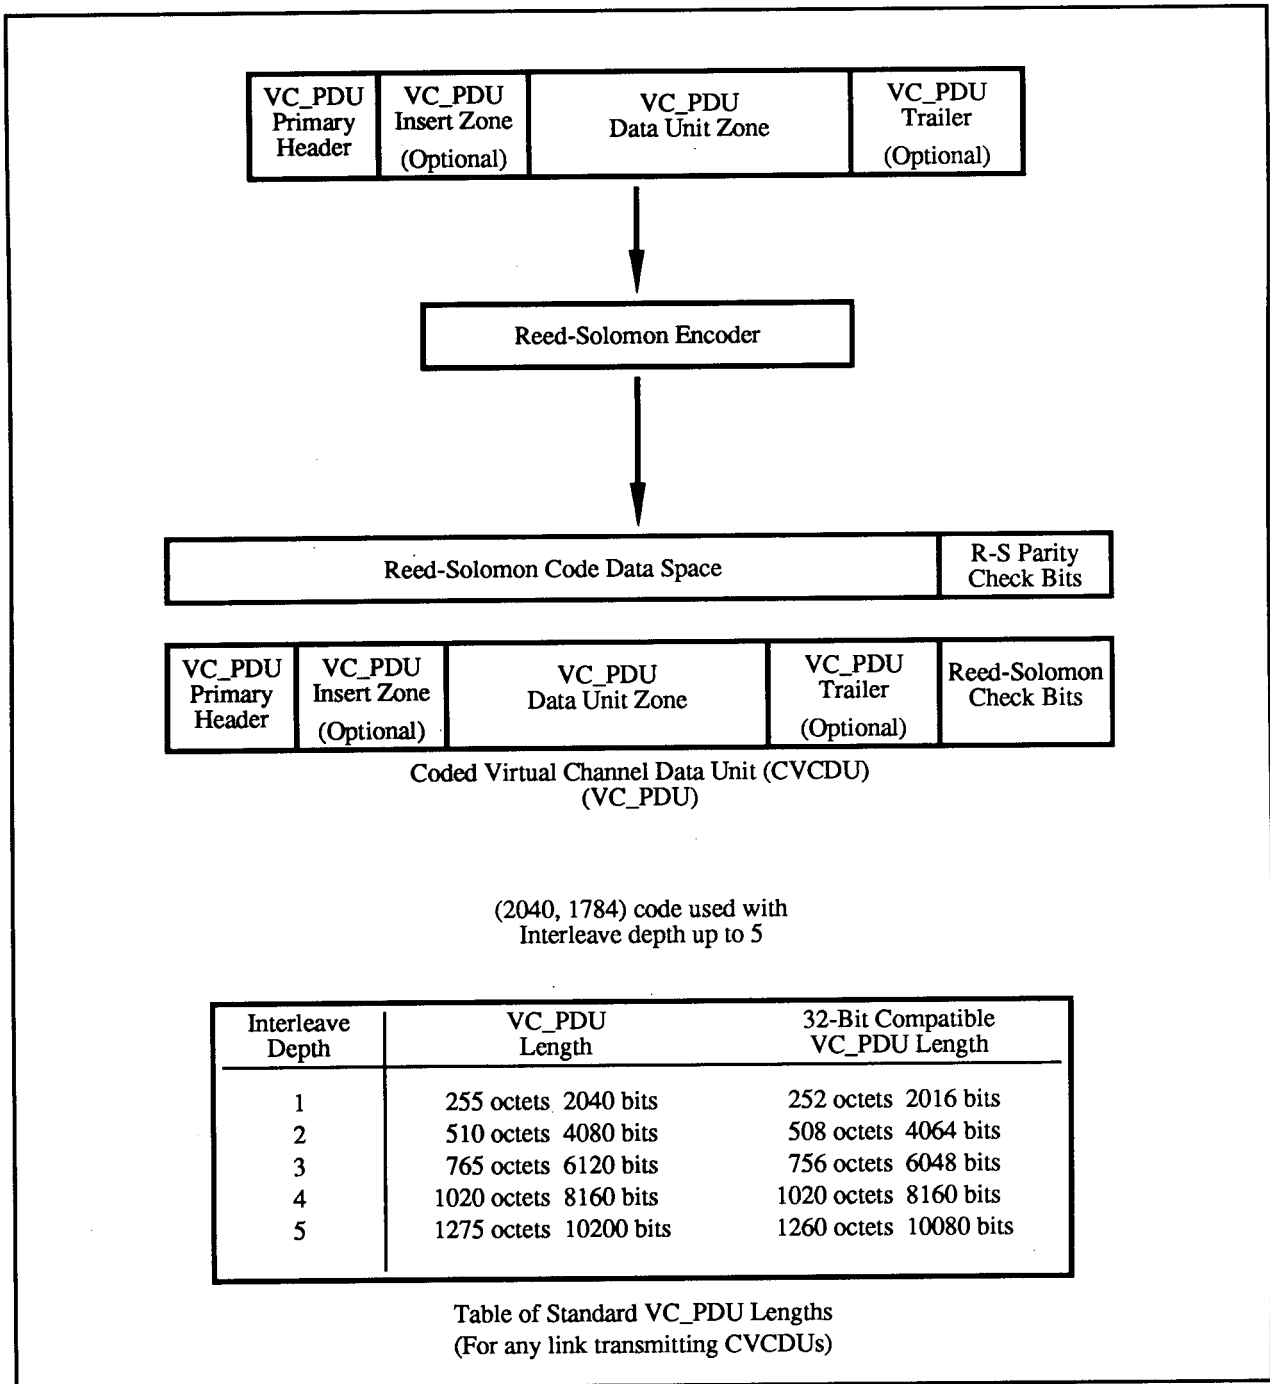 VC_PDU Primary Header
VC_PDU Insert Zone (Optional)
VC_PDU Data Unit Zone
VC_PDU Trailer (Optional)
Reed-Solomon Encoder
Reed-Solomon Code Data Space
R-S Parity Check Bits
VC_PDU Primary Header
VC_PDU Insert Zone (Optional)
VC_PDU Data Unit Zone
VC_PDU Trailer (Optional)
Reed-Solomon Check Bits
Coded Virtual Channel Data Unit (CVCDU)
(VC_PDU)
(2040, 1784) code used with
Interleave depth up to 5
Interleave Depth
VC_PDU Length
32-Bit Compatible VC_PDU Length
1 255 octets 2040 bits 252 octets 2016 bits
2 510 octets 4080 bits 508 octets 4064 bits
3 765 octets 6120 bits 756 octets 6048 bits
4 1020 octets 8160 bits 1020 octets 8160 bits
5 1275 octets 10200 bits 1260 octets 10080 bits
Table of Standard VC_PDU Lengths
(For any link transmitting CVCDUs)